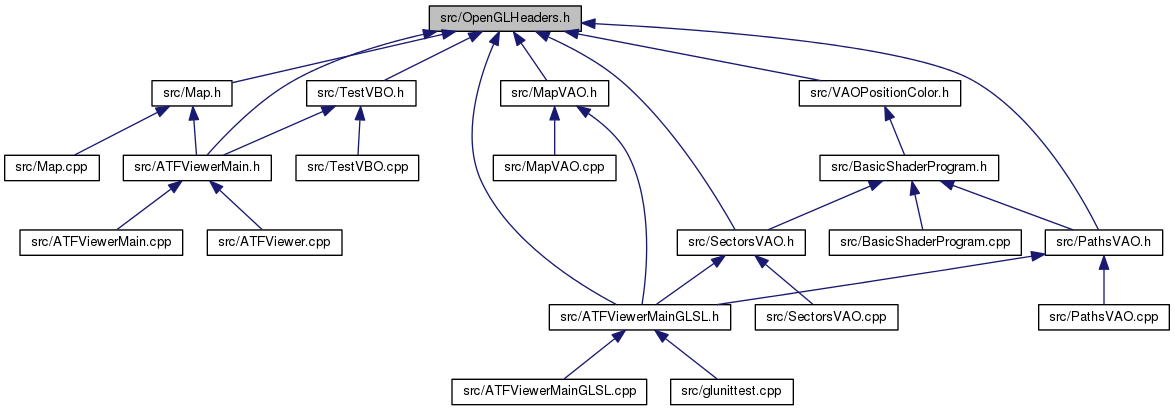 src/OpenGLHeaders.h
src/Map.h
src/TestVBO.h
src/MapVAO.h
src/VAOPositionColor.h
src/Map.cpp
src/ATFViewerMain.h
src/TestVBO.cpp
src/MapVAO.cpp
src/BasicShaderProgram.h
src/ATFViewerMain.cpp
src/ATFViewer.cpp
src/SectorsVAO.h
src/BasicShaderProgram.cpp
src/PathsVAO.h
src/ATFViewerMainGLSL.h
src/SectorsVAO.cpp
src/PathsVAO.cpp
src/ATFViewerMainGLSL.cpp
src/glunittest.cpp